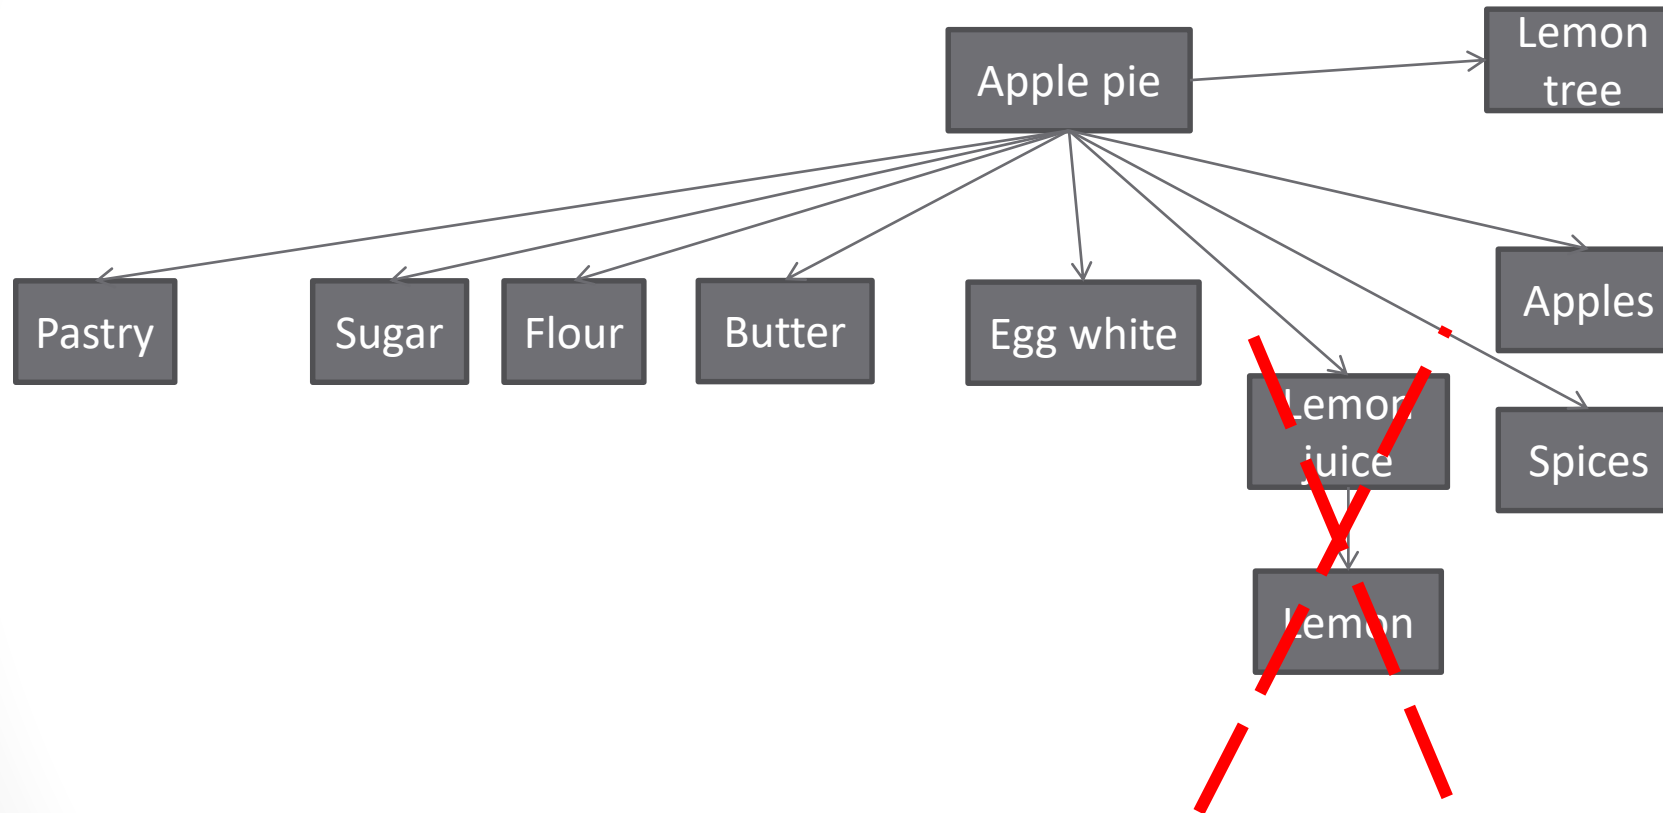 Lemon
tree
Apple pie
Pastry
Sugar
Flour
Butter
Egg white
Apples
Lemon
juice
Spices
Lemon